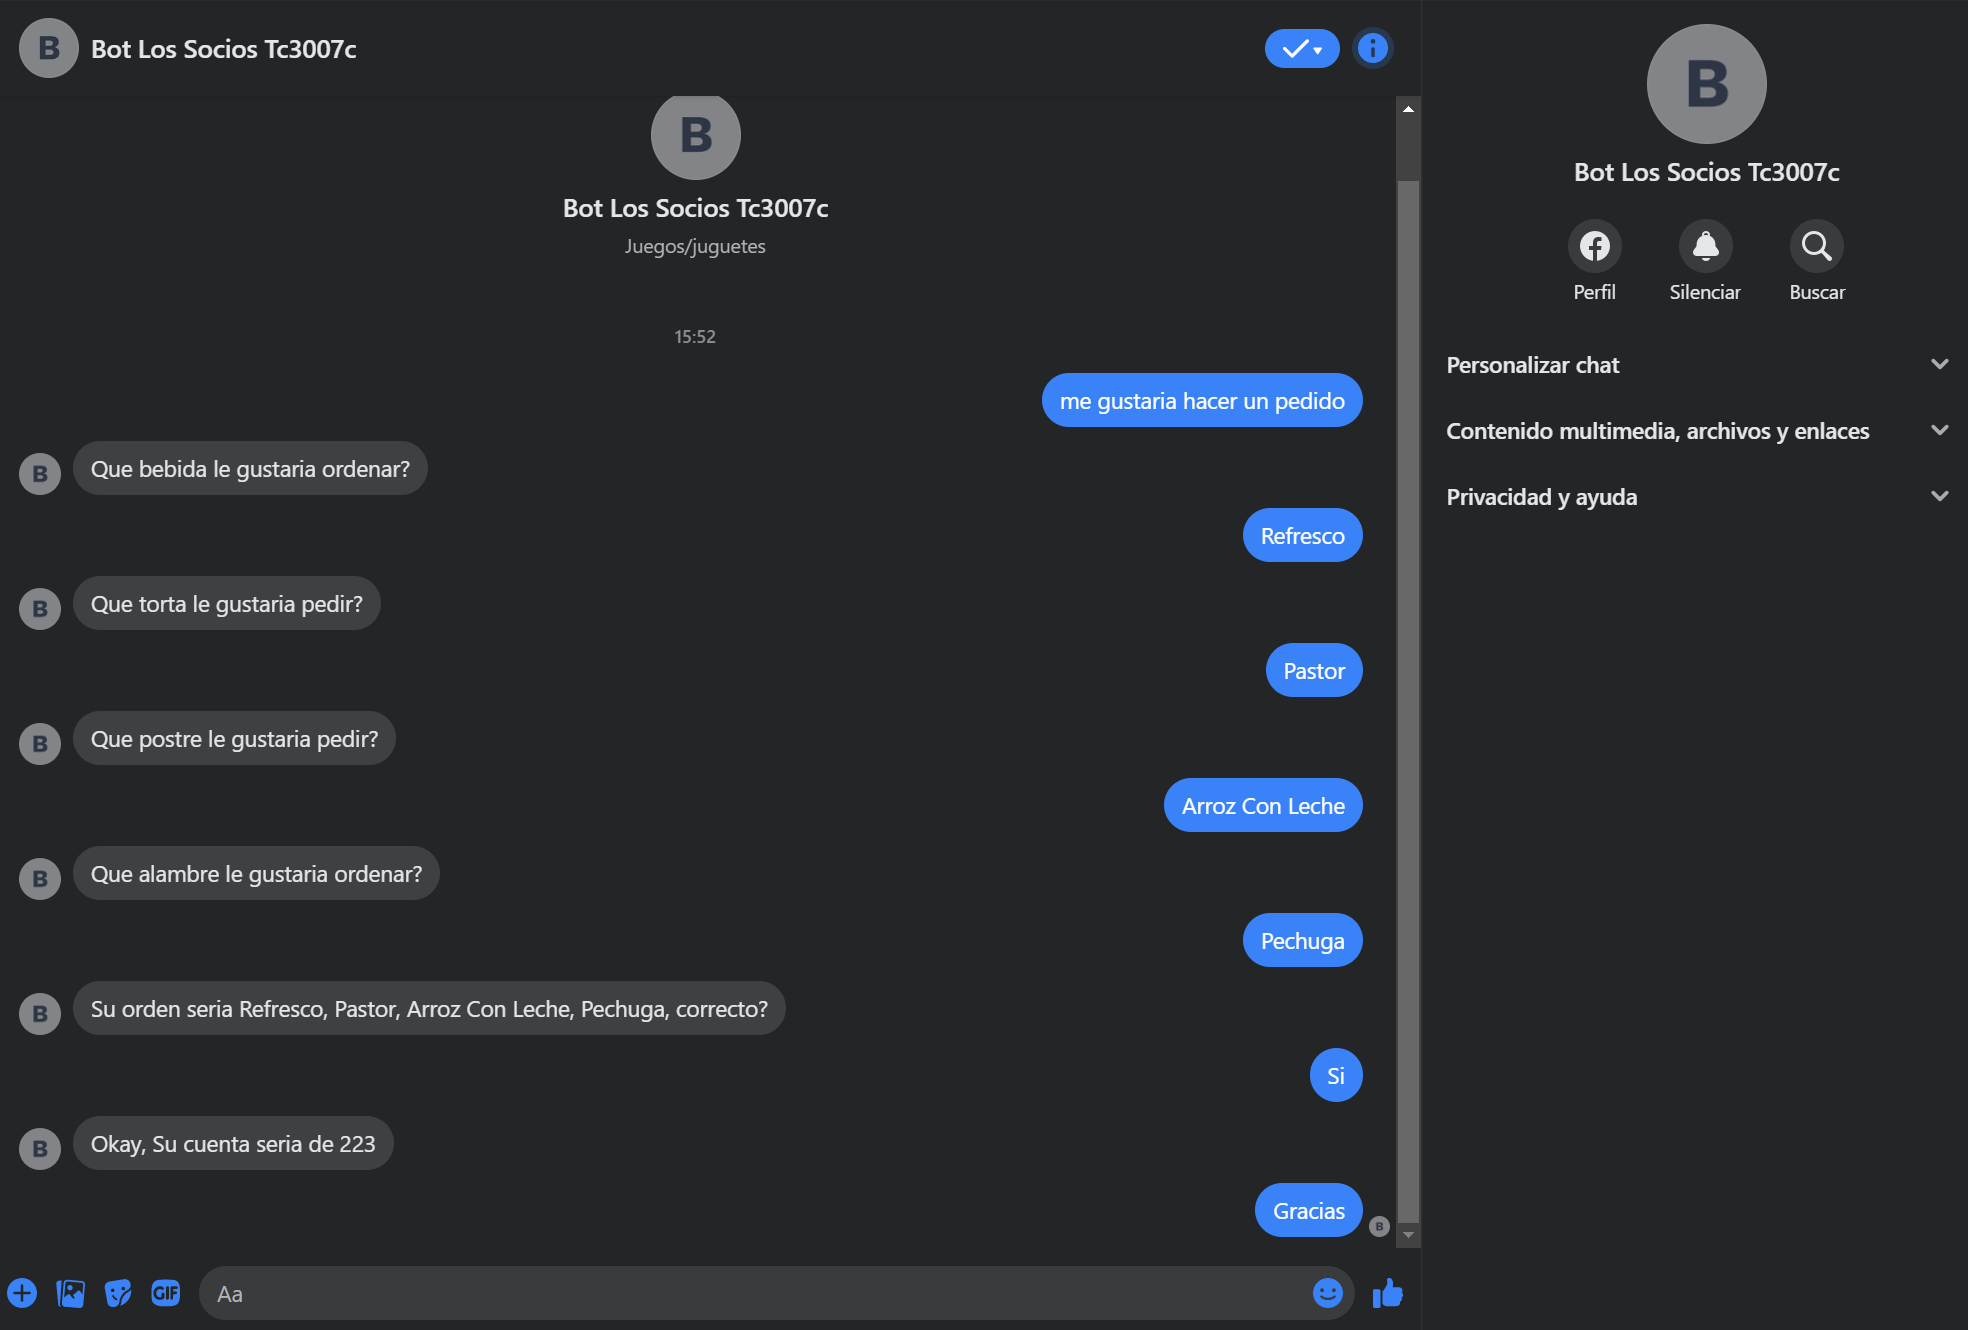 B
Bot Los Socios Tc3007c
B
Bot Los Socios Tc3007c
Juegos/juguetes
15:52
me gustaria hacer un pedido
B
Que bebida le gustaria ordenar?
Refresco
B
Que torta le gustaria pedir?
Pastor
B
Que postre le gustaria pedir?
Arroz Con Leche
B
Que alambre le gustaria ordenar?
Pechuga
B
Su orden seria Refresco, Pastor, Arroz Con Leche, Pechuga, correcto?
Si
B
Okay, Su cuenta seria de 223
Gracias
B
GIF
Aa
B
Bot Los Socios Tc3007c
Perfil
Silenciar
Buscar
Personalizar chat
Contenido multimedia, archivos y enlaces
Privacidad y ayuda